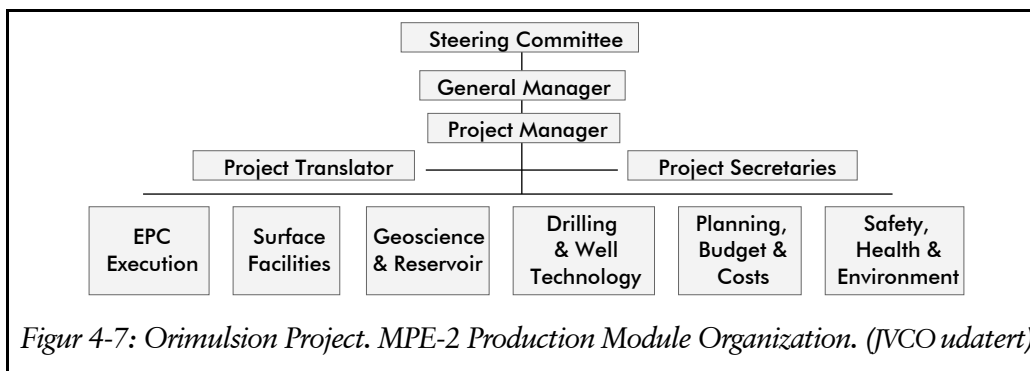 Steering Committee
General Manager
Project Manager
Project Translator
Project Secretaries
EPC
Execution
Surface
Facilities
Geoscience
& Reservoir
Drilling
& Well
Technology
Planning,
Budget &
Costs
Safety,
Health &
Environment
Figur 4-7: Orimulsion Project. MPE-2 Production Module Organization. (JVCO udatert)